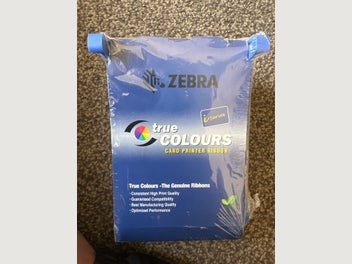 ZEBRA
i Series
true
COLOURS
CARD PRINTER RIBBON
True Colours -The Genuine Ribbons
- Consistent High Print Quality
- Guaranteed Compatibility
- Best Manufacturing Quality
- Optimized Performance